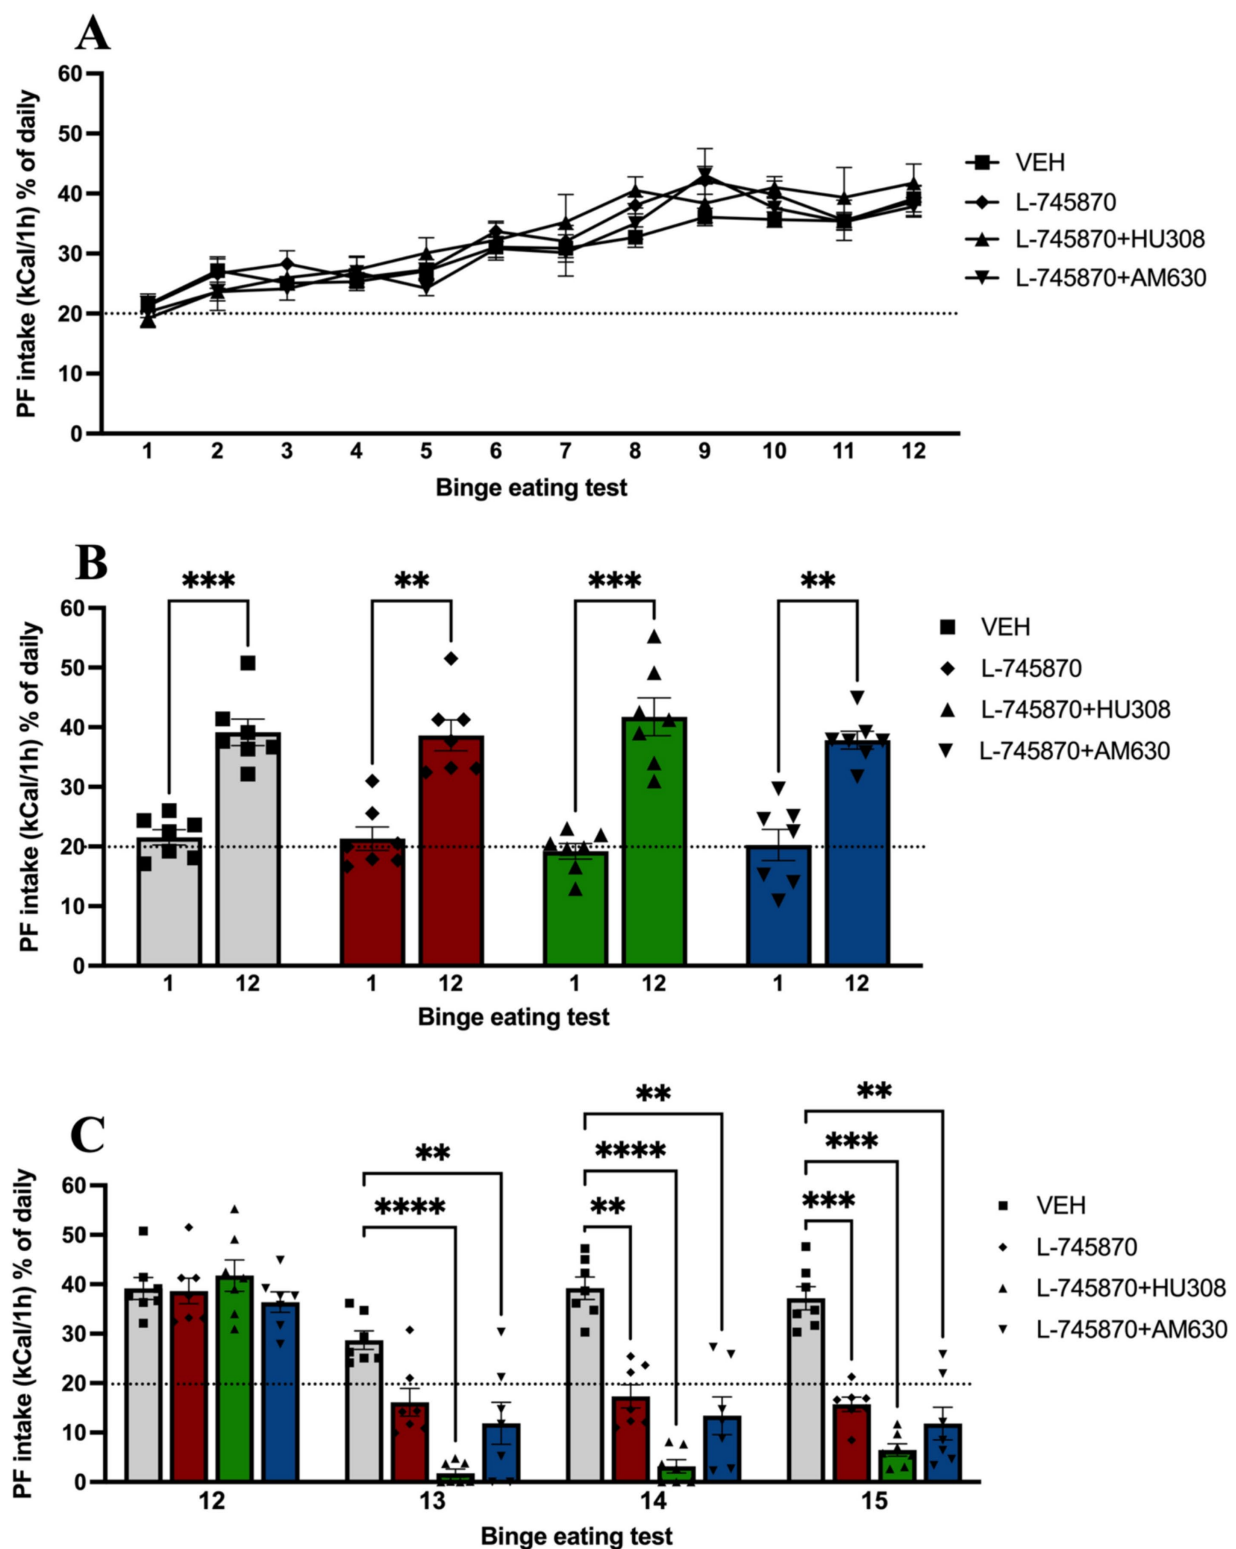 A
PF intake (kCal/1h) % of daily
60
50
40
30
20
10
0
1 2 3 4 5 6 7 8 9 10 11 12
Binge eating test
VEH
L-745870
L-745870+HU308
L-745870+AM630
B
*** ** *** **
PF intake (kCal/1h) % of daily
60
50
40
30
20
10
0
1 12 1 12 1 12 1 12
Binge eating test
VEH
L-745870
L-745870+HU308
L-745870+AM630
C
** **
**** ***
** ****
** ***
PF intake (kCal/1h) % of daily
60
50
40
30
20
10
0
12 13 14 15
Binge eating test
VEH
L-745870
L-745870+HU308
L-745870+AM630